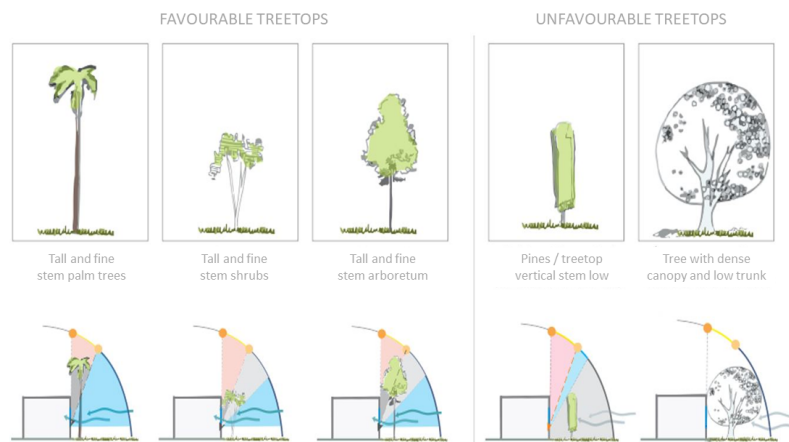 FAVOURABLE TREETOPS
UNFAVOURABLE TREETOPS
Tall and fine
stem palm trees
Tall and fine
stem shrubs
Tall and fine
stem arboretum
Pines / treetop
vertical stem low
Tree with dense
canopy and low trunk